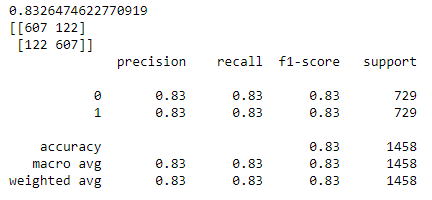 0.8326474622770919
[[607 122]
 [122 607]]
              precision    recall  f1-score   support

           0       0.83      0.83      0.83       729
           1       0.83      0.83      0.83       729

    accuracy                           0.83      1458
   macro avg       0.83      0.83      0.83      1458
weighted avg       0.83      0.83      0.83      1458